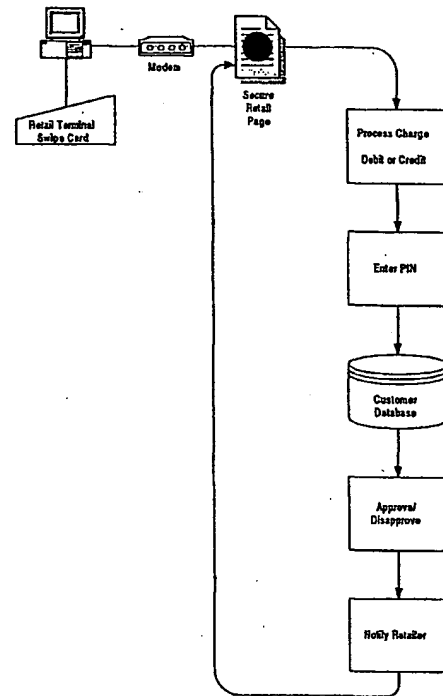 Modem
Retail Terminal
Swipe Card
Secure
Retail
Page
Process Charge
Debit or Credit
Enter PIN
Customer
Database
Approve/
Disapprove
Notify Retailer